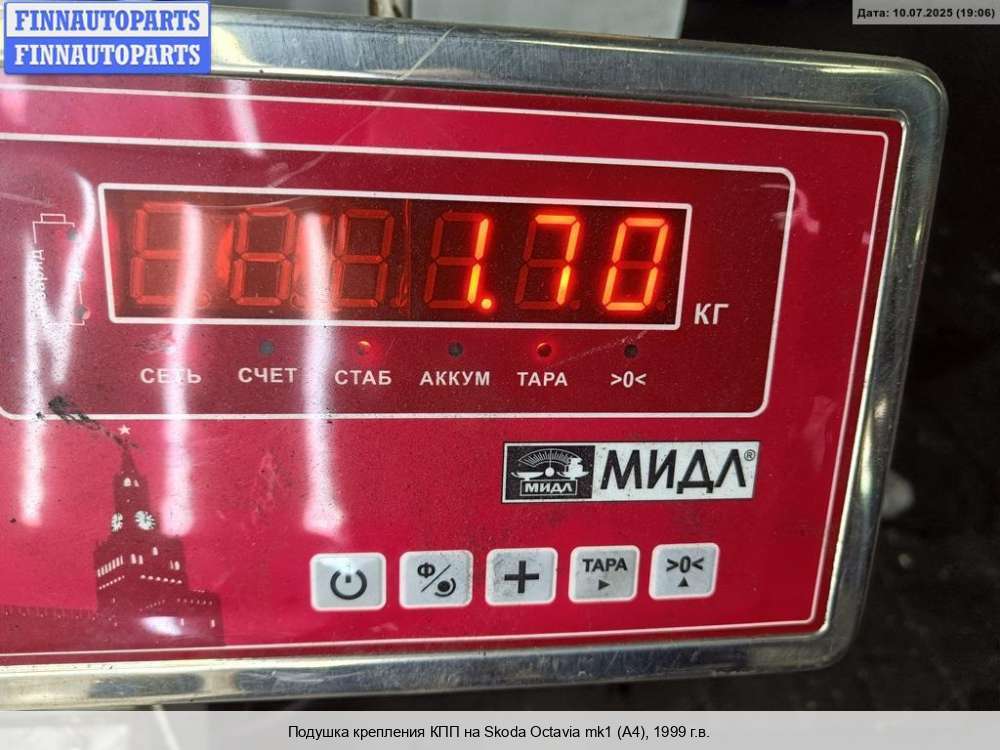 FINNAUTOPARTS
FINNAUTOPARTS
Дата: 10.07.2025 (19:06)
1.70
КГ
СЕТЬ СЧЕТ СТАБ АККУМ ТАРА >0<
МИДЛ МИДЛ®
Ф/ + ТАРА >0<
Подушка крепления КПП на Skoda Octavia mk1 (A4), 1999 г.в.